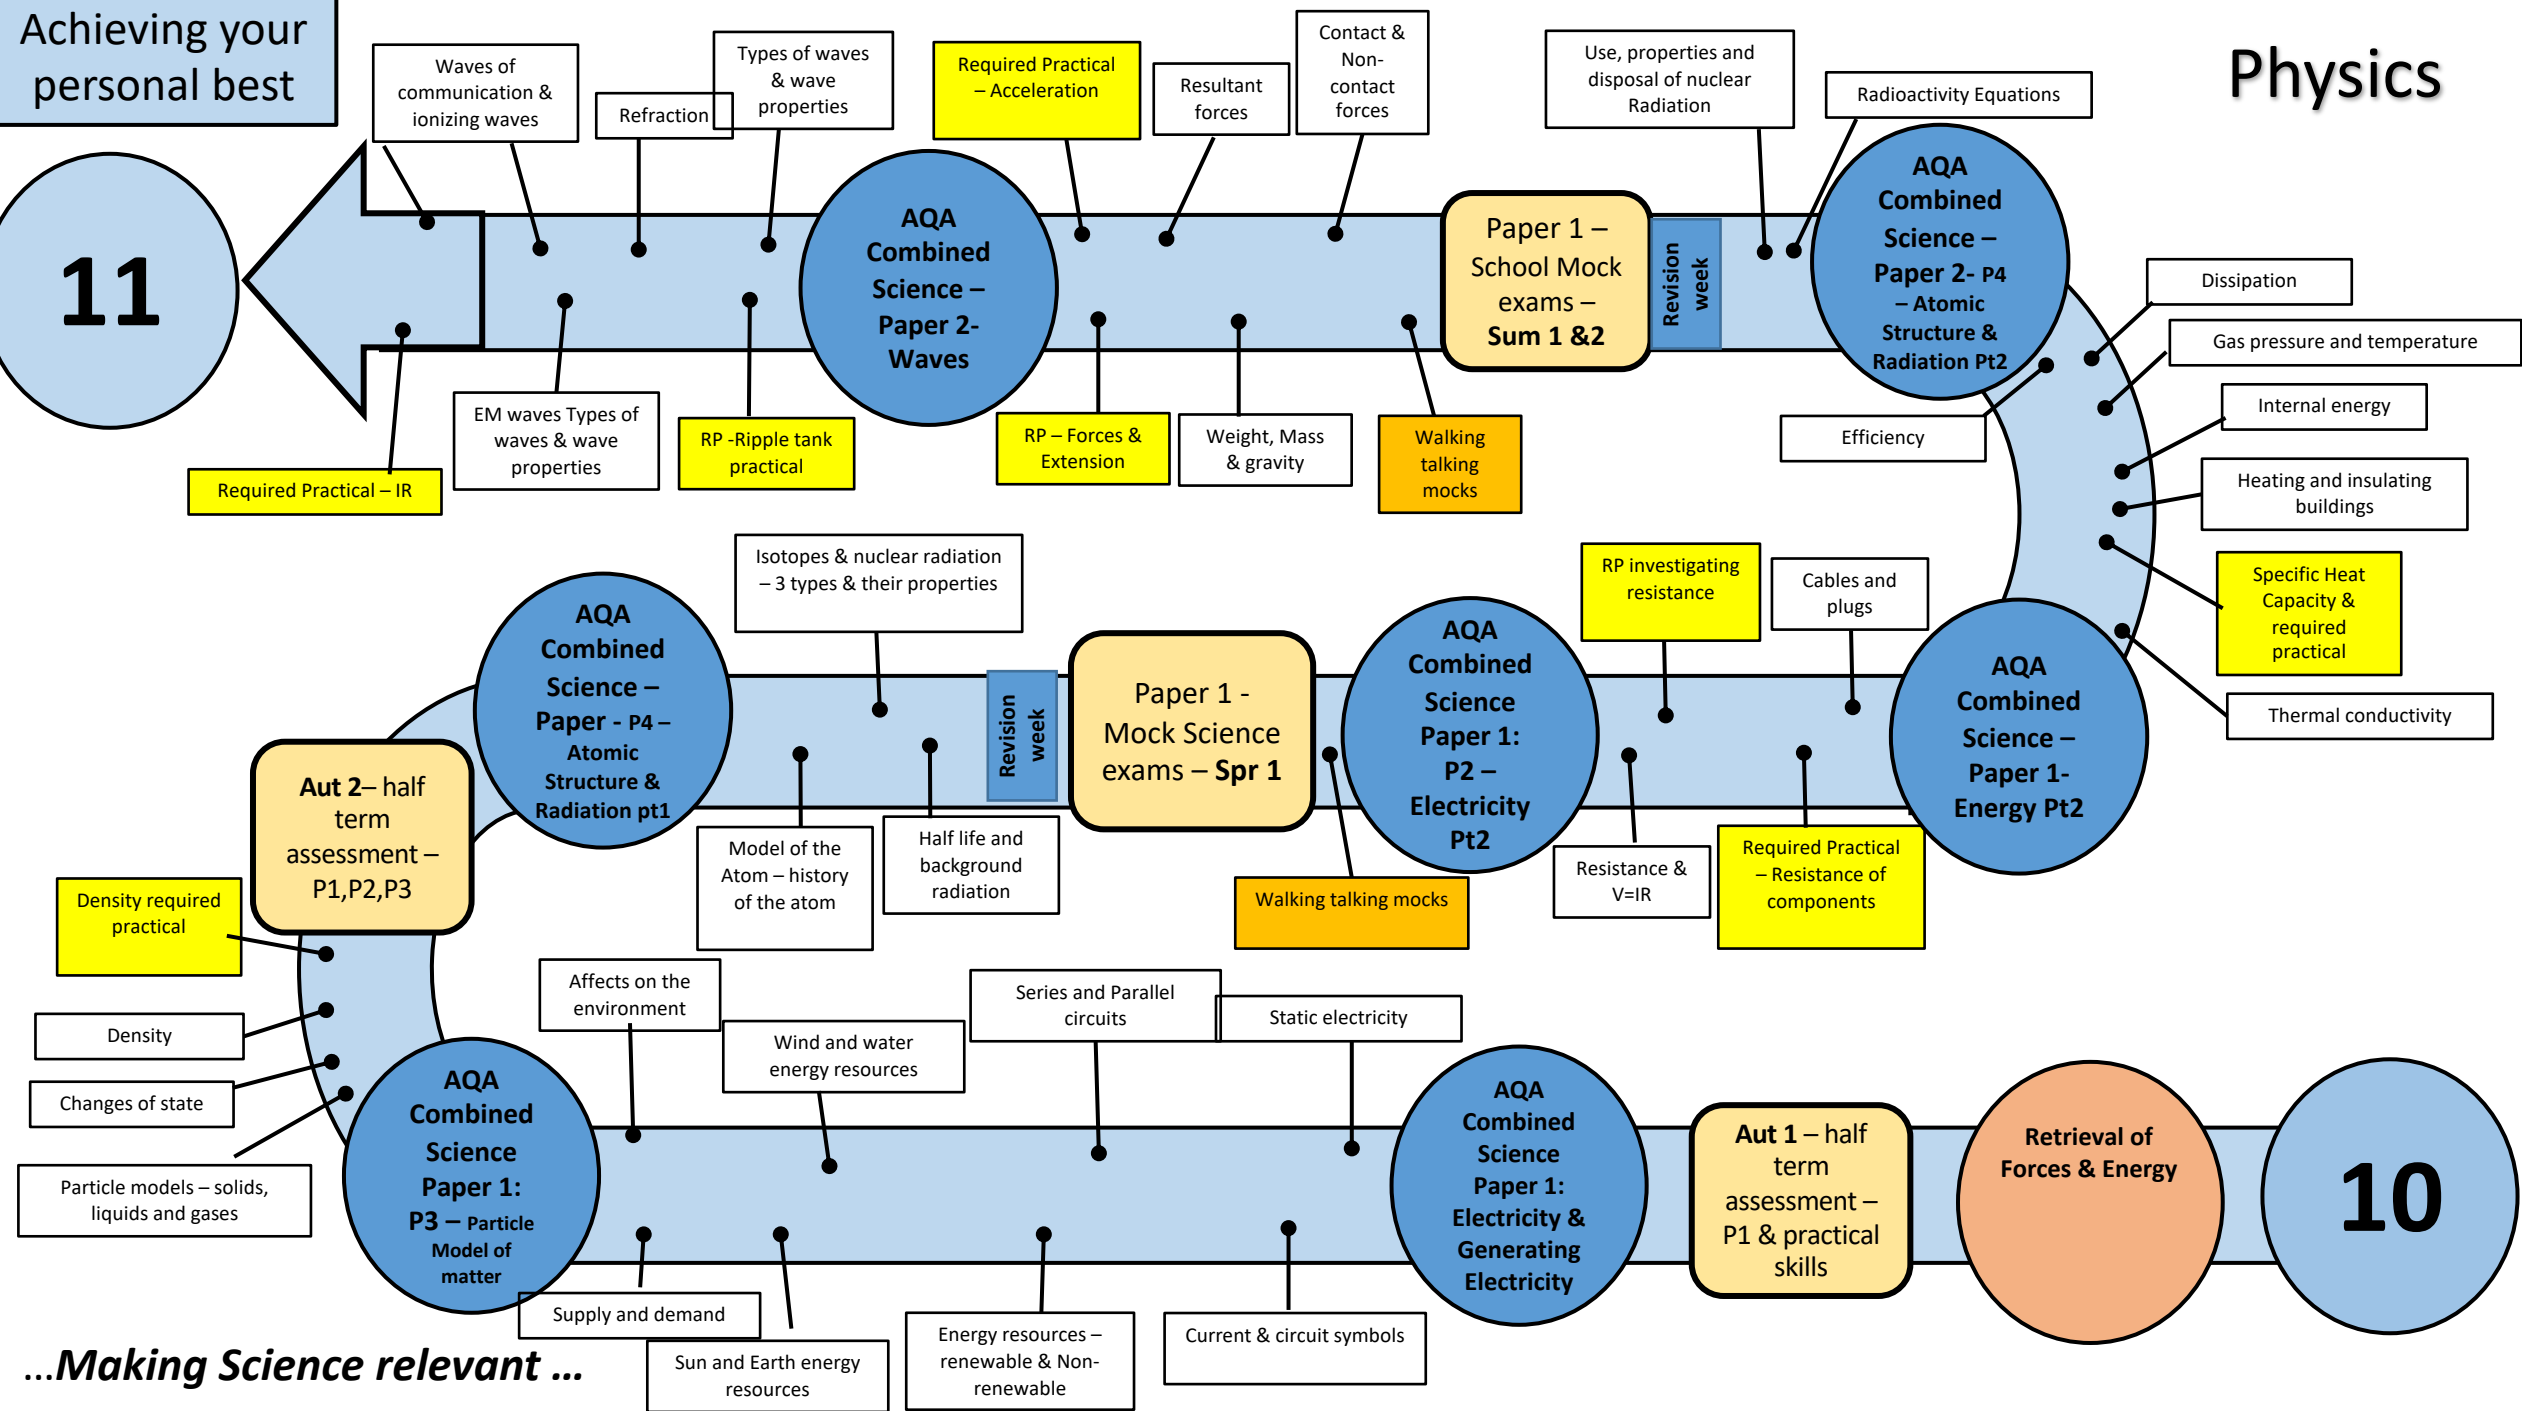 Achieving your
personal best
Physics
Waves of
communication &
ionizing waves
Refraction
Types of waves
& wave
properties
Required Practical
– Acceleration
Resultant
forces
Contact &
Non-
contact
forces
Use, properties and
disposal of nuclear
Radiation
Radioactivity Equations
11
AQA
Combined
Science –
Paper 2-
Waves
Paper 1 –
School Mock
exams –
Sum 1 &2
Revision
week
AQA
Combined
Science –
Paper 2- P4
– Atomic
Structure &
Radiation Pt2
Required Practical – IR
EM waves Types of
waves & wave
properties
RP -Ripple tank
practical
RP – Forces &
Extension
Weight, Mass
& gravity
Walking
talking
mocks
Efficiency
Dissipation
Gas pressure and temperature
Internal energy
Heating and insulating
buildings
Specific Heat
Capacity &
required
practical
Thermal conductivity
Isotopes & nuclear radiation
– 3 types & their properties
RP investigating
resistance
Cables and
plugs
AQA
Combined
Science –
Paper - P4 –
Atomic
Structure &
Radiation pt1
Revision
week
Paper 1 -
Mock Science
exams – Spr 1
AQA
Combined
Science
Paper 1:
P2 –
Electricity
Pt2
AQA
Combined
Science –
Paper 1-
Energy Pt2
Aut 2– half
term
assessment –
P1,P2,P3
Model of the
Atom – history
of the atom
Half life and
background
radiation
Walking talking mocks
Resistance &
V=IR
Required Practical
– Resistance of
components
Density required
practical
Density
Changes of state
Particle models – solids,
liquids and gases
Affects on the
environment
Wind and water
energy resources
Series and Parallel
circuits
Static electricity
AQA
Combined
Science
Paper 1:
P3 – Particle
Model of
matter
AQA
Combined
Science
Paper 1:
Electricity &
Generating
Electricity
Aut 1 – half
term
assessment –
P1 & practical
skills
Retrieval of
Forces & Energy
10
Supply and demand
Sun and Earth energy
resources
Energy resources –
renewable & Non-
renewable
Current & circuit symbols
...Making Science relevant ...